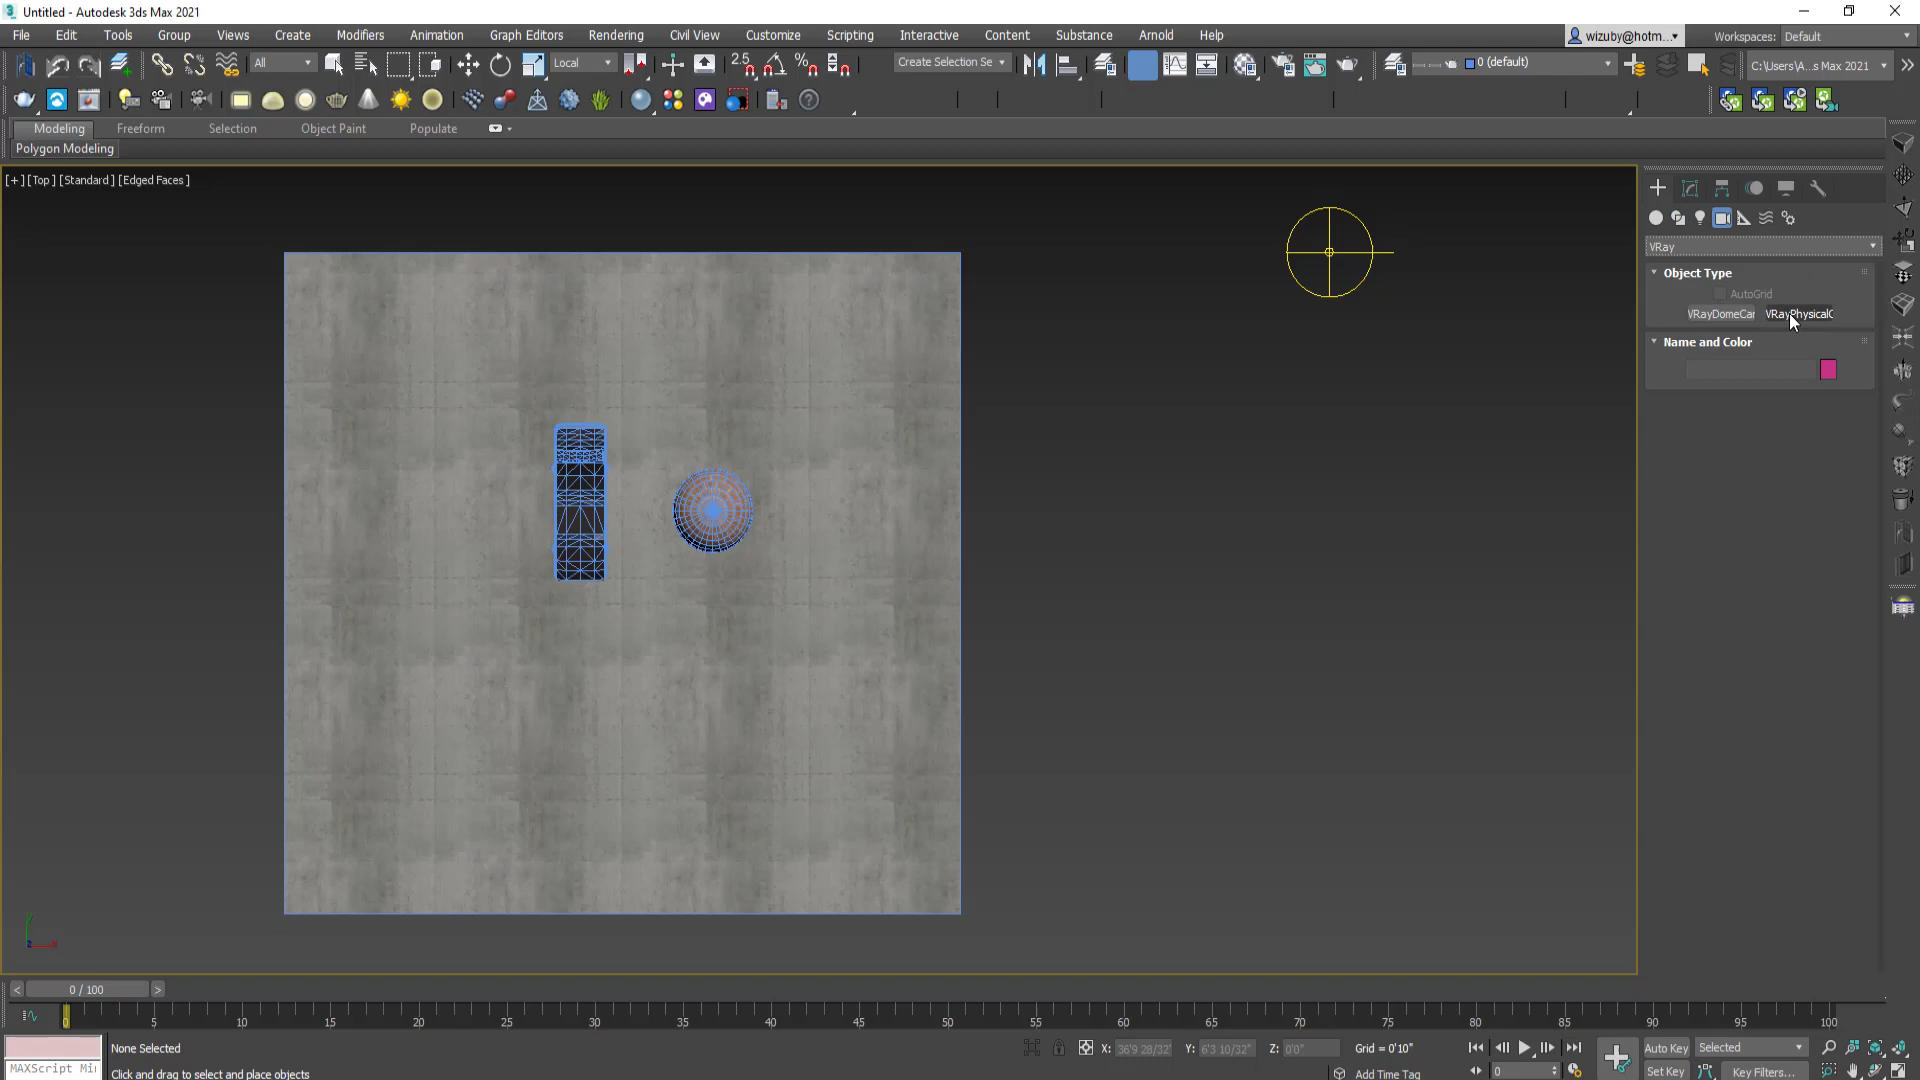 Untitled - Autodesk 3ds Max 2021
File Edit Tools Group Views Create Modifiers Animation Graph Editors Rendering Civil View Customize Scripting Interactive Content Substance Arnold Help wizuby@hotm... Workspaces: Default
All Local 2.5 Create Selection Se 0 (default) C:\Users\A...s Max 2021
Modeling Freeform Selection Object Paint Populate
Polygon Modeling
[+] [Top] [Standard] [Edged Faces]
VRay
Object Type
AutoGrid
VRayDomeCar VRayPhysicalC
Name and Color
0 / 100
0 5 10 15 20 25 30 35 40 45 50 55 60 65 70 75 80 85 90 95 100
None Selected X: 36'9 28/32" Y: 6'3 10/32" Z: 0'0" Grid = 0'10" Auto Key Selected
MAXScript Mi Click and drag to select and place objects Add Time Tag 0 Set Key Key Filters...